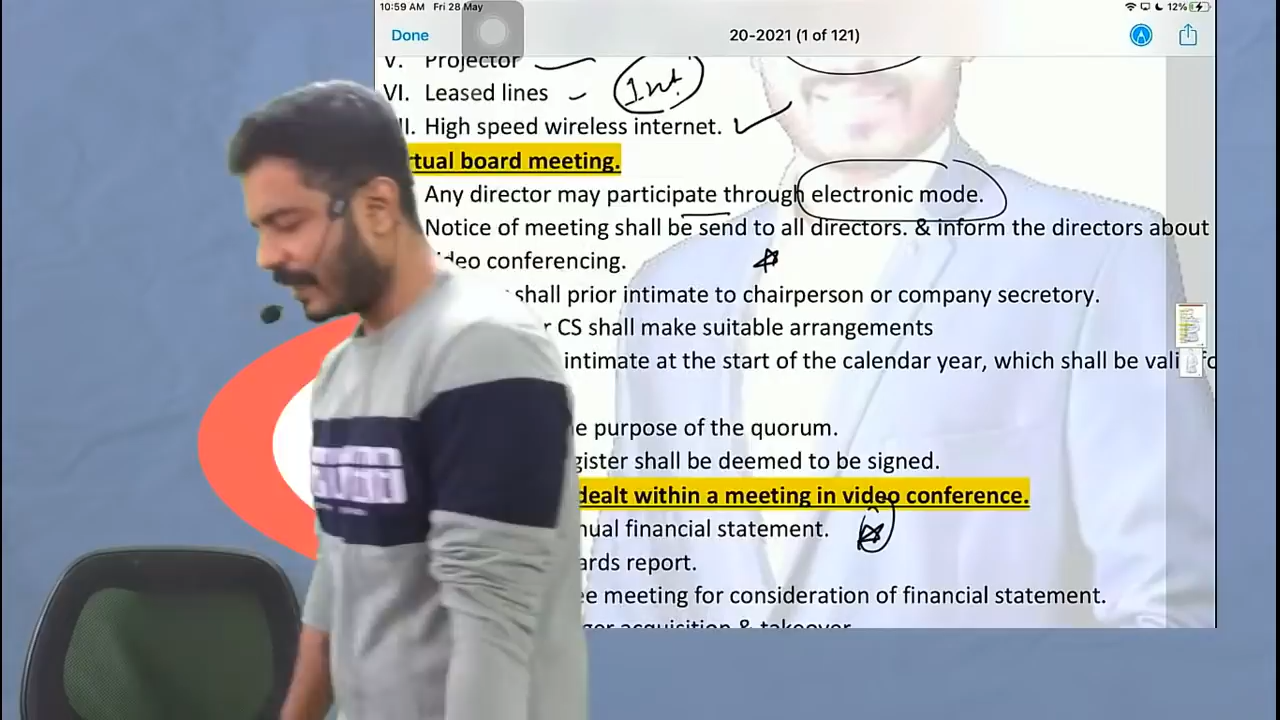 10:59 AM Fri 28 May
12%
Done
20-2021 (1 of 121)
V. Projector
VI. Leased lines
Int.
II. High speed wireless internet.
rtual board meeting.
Any director may participate through electronic mode.
Notice of meeting shall be send to all directors. & inform the directors about
deo conferencing.
shall prior intimate to chairperson or company secretory.
r CS shall make suitable arrangements
intimate at the start of the calendar year, which shall be vali fo
e purpose of the quorum.
gister shall be deemed to be signed.
dealt within a meeting in video conference.
nual financial statement.
ards report.
ee meeting for consideration of financial statement.
ger acquisition & takeover